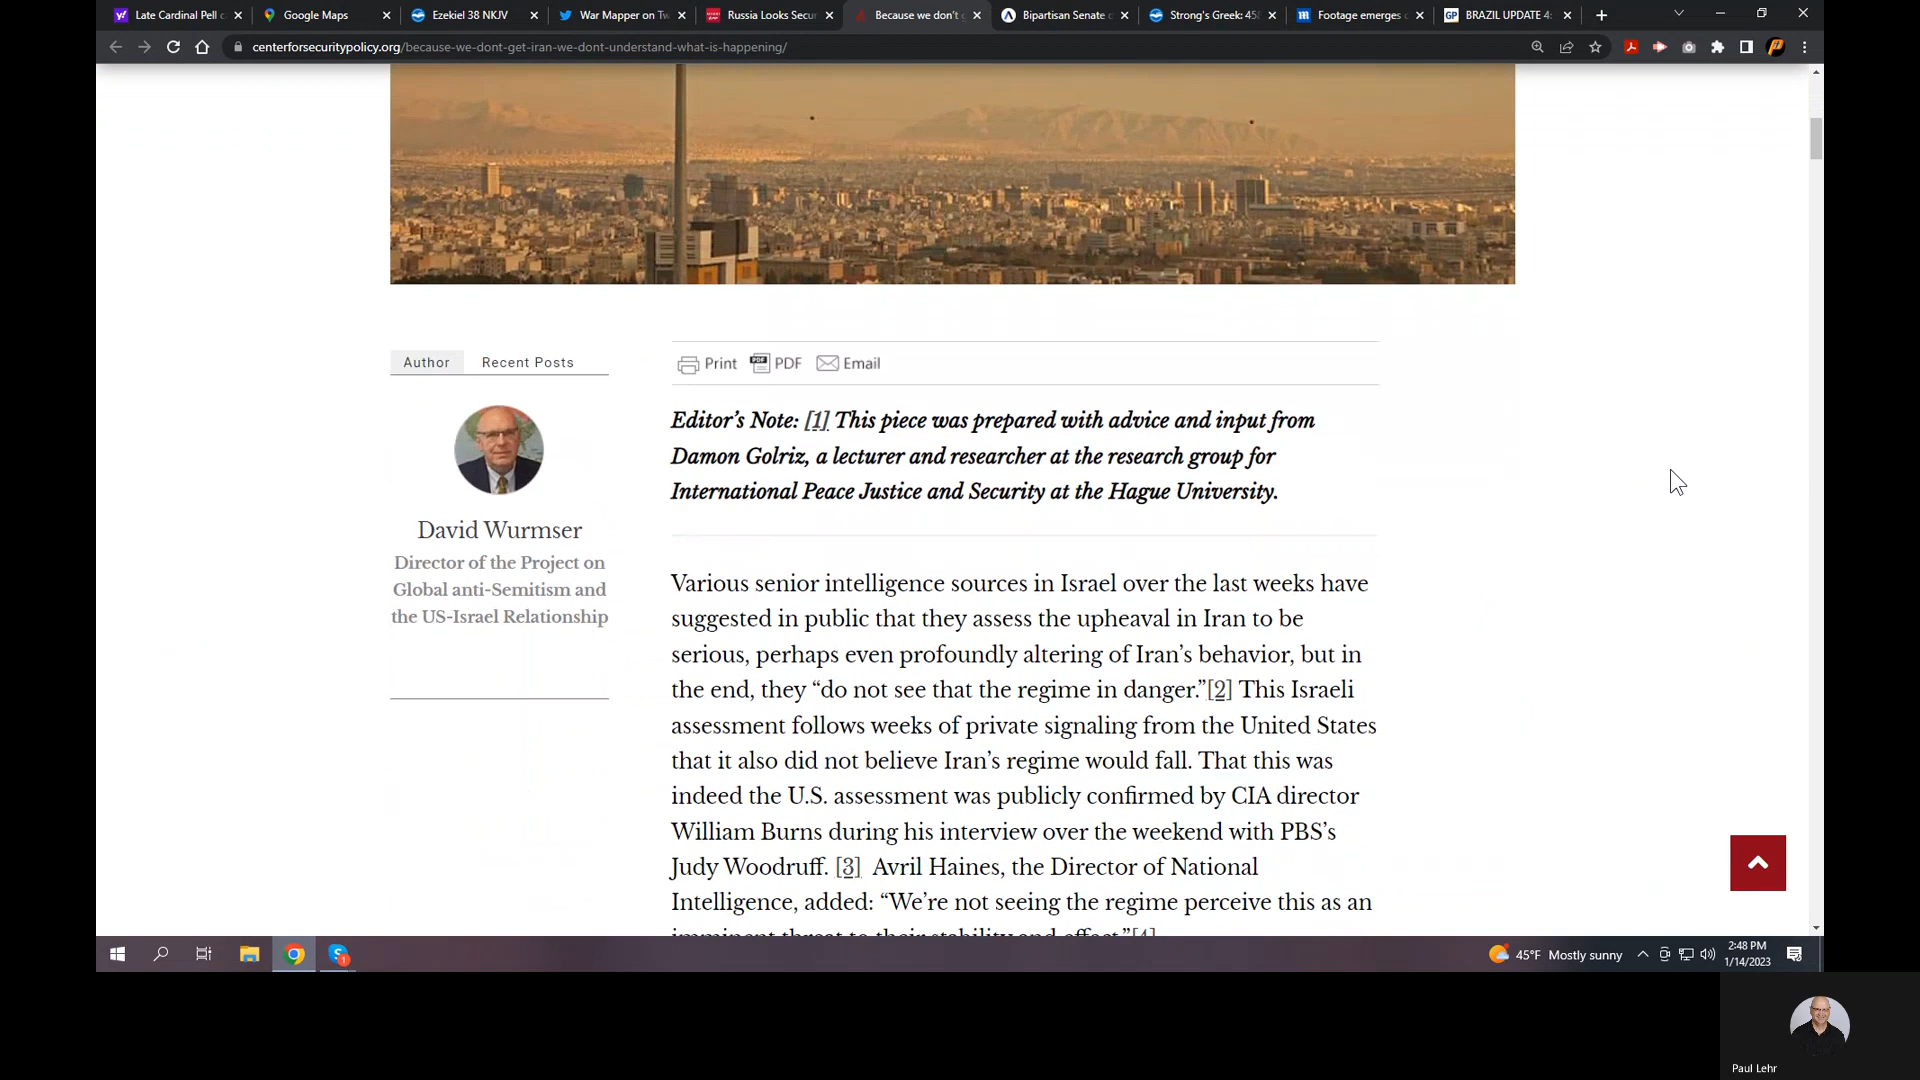 Late Cardinal Pell c
Google Maps
Ezekiel 38 NKJV
War Mapper on Tw
Russia Looks Secu
Because we don't g
Bipartisan Senate
Strong's Greek: 45
Footage emerges
BRAZIL UPDATE 4:
centerforsecuritypolicy.org/because-we-dont-get-iran-we-dont-understand-what-is-happening/
Author Recent Posts
David Wurmser
Director of the Project on
Global anti-Semitism and
the US-Israel Relationship
Print PDF Email
Editor's Note: [1] This piece was prepared with advice and input from
Damon Golriz, a lecturer and researcher at the research group for
International Peace Justice and Security at the Hague University.
Various senior intelligence sources in Israel over the last weeks have
suggested in public that they assess the upheaval in Iran to be
serious, perhaps even profoundly altering of Iran's behavior, but in
the end, they “do not see that the regime in danger.”[2] This Israeli
assessment follows weeks of private signaling from the United States
that it also did not believe Iran's regime would fall. That this was
indeed the U.S. assessment was publicly confirmed by CIA director
William Burns during his interview over the weekend with PBS's
Judy Woodruff. [3] Avril Haines, the Director of National
Intelligence, added: “We're not seeing the regime perceive this as an
imminent threat to their stability and effect.”[4]
45°F Mostly sunny
2:48 PM
1/14/2023
Paul Lehr